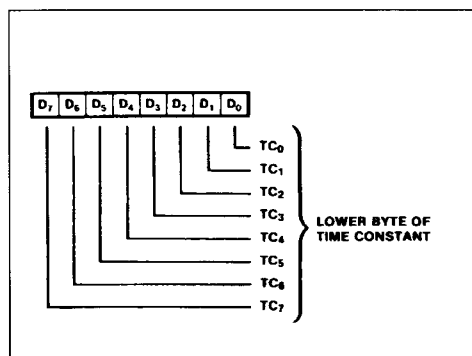 D₇ D₆ D₅ D₄ D₃ D₂ D₁ D₀
TC₀
TC₁
TC₂
TC₃
TC₄
TC₅
TC₆
TC₇
LOWER BYTE OF
TIME CONSTANT